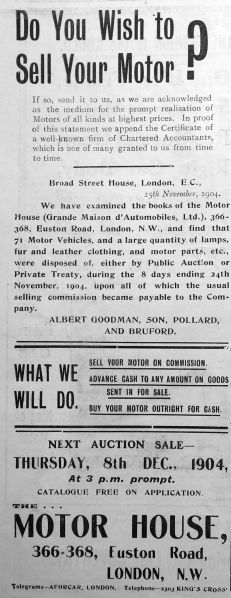 Do You Wish to
Sell Your Motor ?
If so, send it to us, as we are acknowledged
as the medium for the prompt realisation of
Motors of all kinds at highest prices. In proof
of this statement we append the Certificate of
a well-known firm of Chartered Accountants,
which is one of many granted to us from time
to time.
Broad Street House, London, E.C.,
25th November, 1904.
We have examined the books of the Motor
House (Grande Maison d'Automobiles, Ltd.), 366-
368, Euston Road, London, N.W., and find that
71 Motor Vehicles, and a large quantity of lamps,
fur and leather clothing, and motor parts, etc.,
were disposed of, either by Public Auction or
Private Treaty, during the 8 days ending 24th
November, 1904, upon all of which the usual
selling commission became payable to the Com-
pany.
ALBERT GOODMAN, SON, POLLARD,
AND BRUFORD.
WHAT WE
WILL DO.
SELL YOUR MOTOR ON COMMISSION.
ADVANCE CASH TO ANY AMOUNT ON GOODS
SENT IN FOR SALE.
BUY YOUR MOTOR OUTRIGHT FOR CASH.
NEXT AUCTION SALE—
THURSDAY, 8th DEC., 1904,
At 3 p.m. prompt.
CATALOGUE FREE ON APPLICATION.
THE ...
MOTOR HOUSE,
366-368, Euston Road,
LONDON, N.W.
Telegrams—AFORCAR, LONDON. Telephone—2303 KING'S CROSS